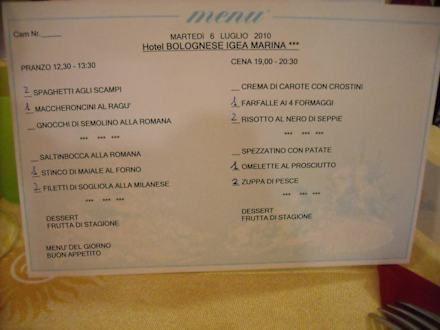 menu
Cam Nr.
MARTEDÌ 6 LUGLIO 2010
Hotel BOLOGNESE IGEA MARINA ***
PRANZO 12,30 - 13:30
2 SPAGHETTI AGLI SCAMPI
1 MACCHERONCINI AL RAGU'
GNOCCHI DI SEMOLINO ALLA ROMANA
*** *** ***
SALTINBOCCA ALLA ROMANA
1 STINCO DI MAIALE AL FORNO
2 FILETTI DI SOGLIOLA ALLA MILANESE
*** *** ***
DESSERT
FRUTTA DI STAGIONE
MENU' DEL GIORNO
BUON APPETITO
CENA 19,00 - 20:30
CREMA DI CAROTE CON CROSTINI
1 FARFALLE AI 4 FORMAGGI
2 RISOTTO AL NERO DI SEPPIE
*** *** ***
SPEZZATINO CON PATATE
1 OMELETTE AL PROSCIUTTO
2 ZUPPA DI PESCE
*** *** ***
DESSERT
FRUTTA DI STAGIONE